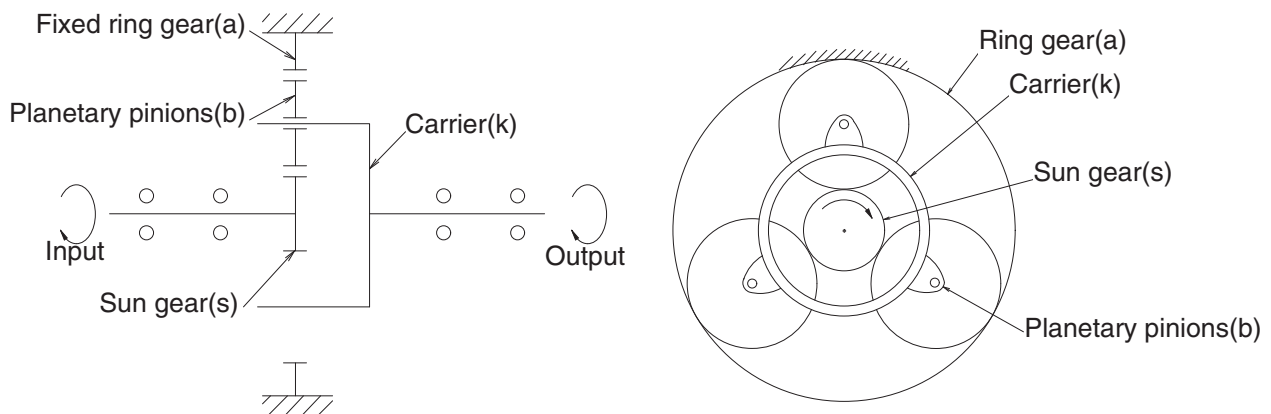 Fixed ring gear(a)
Planetary pinions(b)
Carrier(k)
Input
Output
Sun gear(s)
Ring gear(a)
Carrier(k)
Sun gear(s)
Planetary pinions(b)